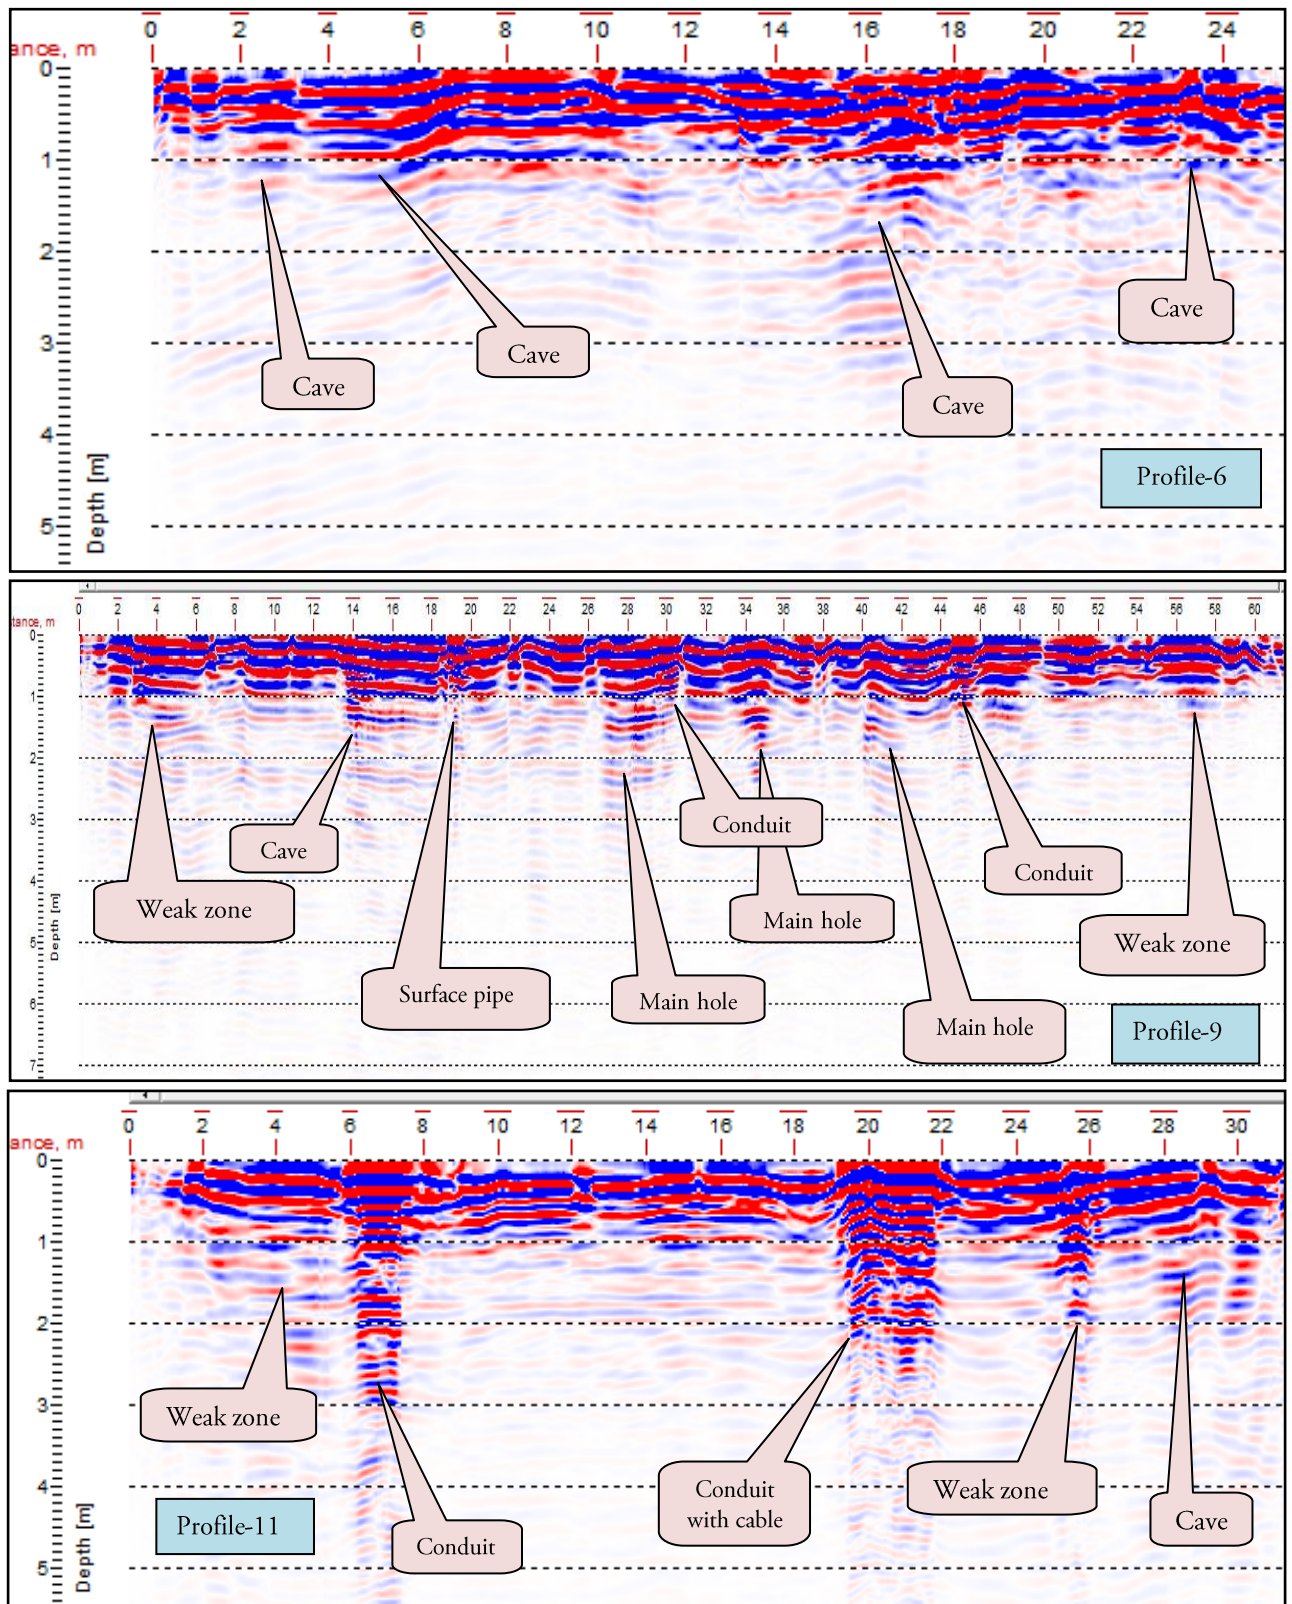 0 2 4 6 8 10 12 14 16 18 20 22 24
ance, m
0
1
2
3
4
5
Depth [m]
Cave
Cave
Cave
Cave
Profile-6
0 2 4 6 8 10 12 14 16 18 20 22 24 26 28 30 32 34 36 38 40 42 44 46 48 50 52 54 56 58 60
tance, m
0
1
2
3
4
5
6
7
Depth [m]
Weak zone
Cave
Surface pipe
Main hole
Conduit
Main hole
Main hole
Conduit
Weak zone
Profile-9
0 2 4 6 8 10 12 14 16 18 20 22 24 26 28 30
ance, m
0
1
2
3
4
5
Depth [m]
Weak zone
Profile-11
Conduit
Conduit
with cable
Weak zone
Cave